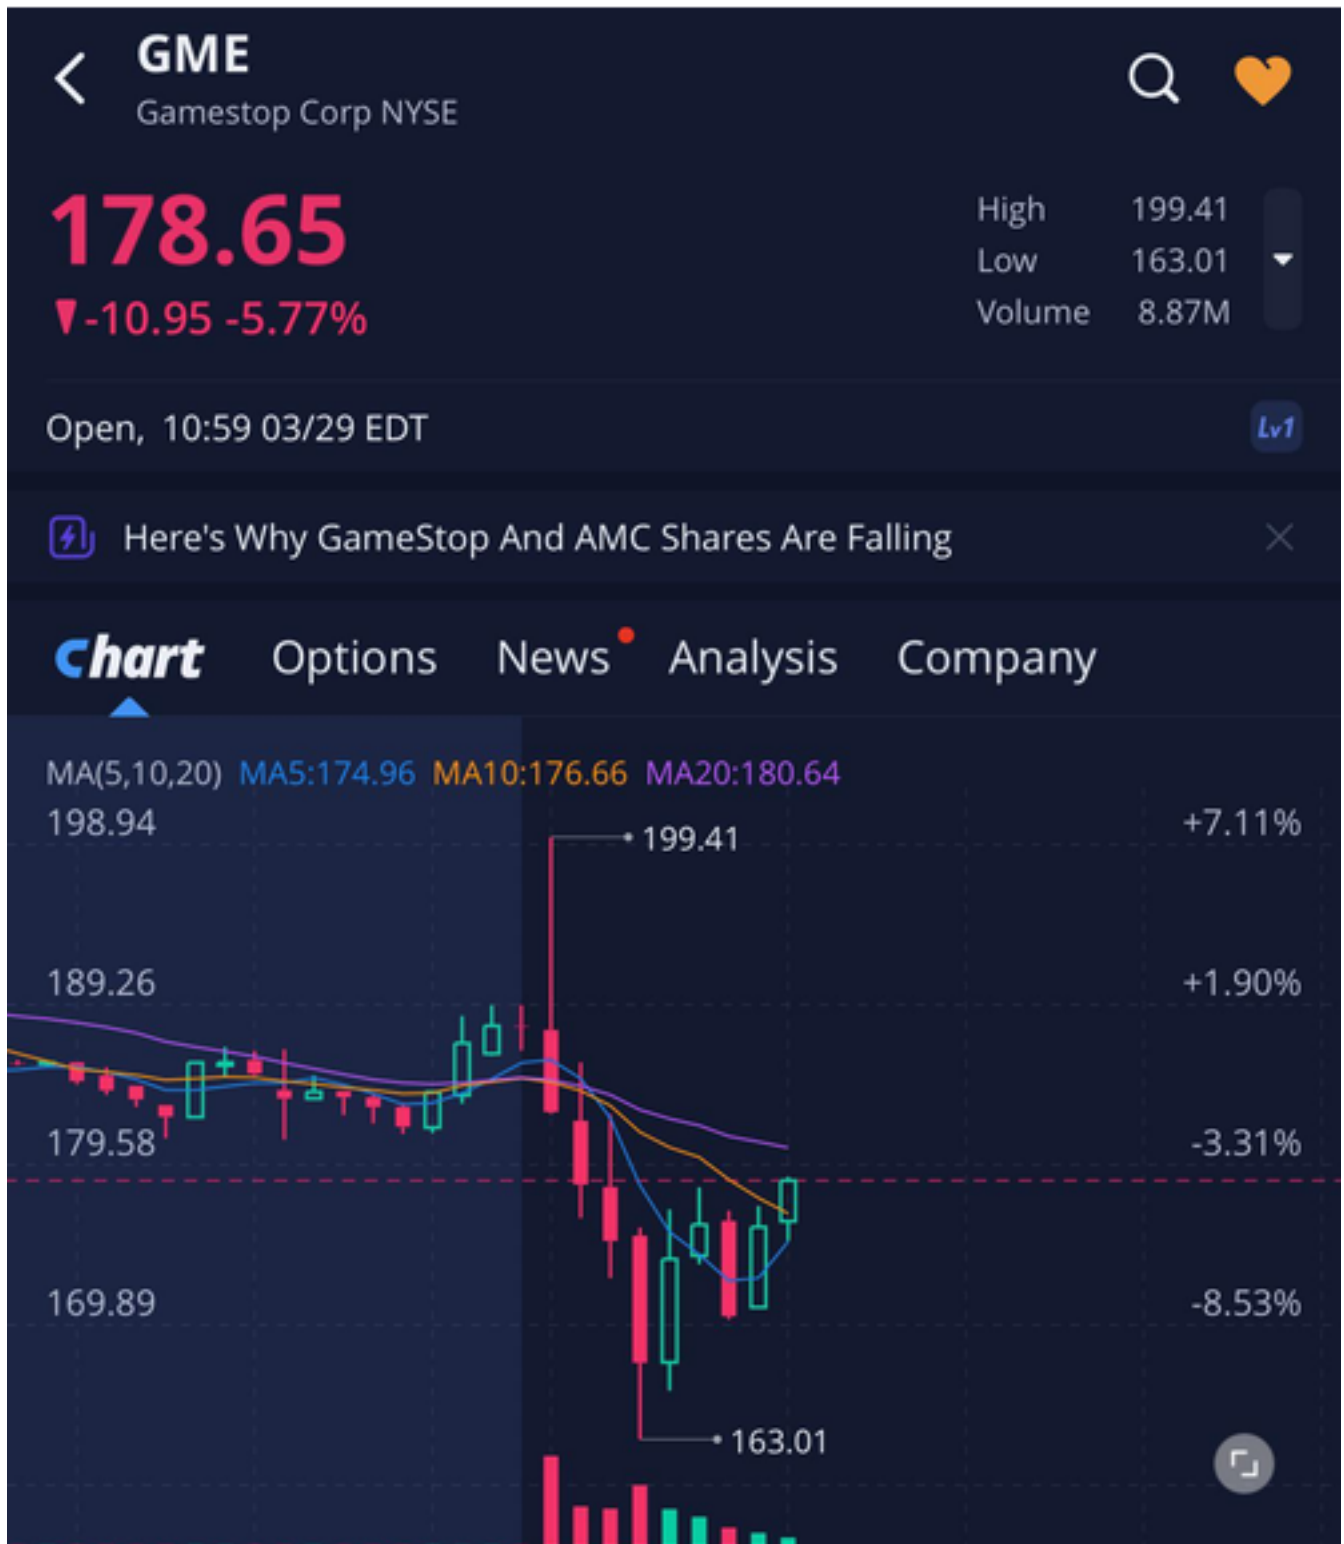 GME
Gamestop Corp NYSE
178.65
-10.95 -5.77%
High 199.41
Low 163.01
Volume 8.87M
Open, 10:59 03/29 EDT
Lv1
Here's Why GameStop And AMC Shares Are Falling
Chart Options News Analysis Company
MA(5,10,20) MA5:174.96 MA10:176.66 MA20:180.64
198.94 +7.11%
199.41
189.26 +1.90%
179.58 -3.31%
169.89 -8.53%
163.01